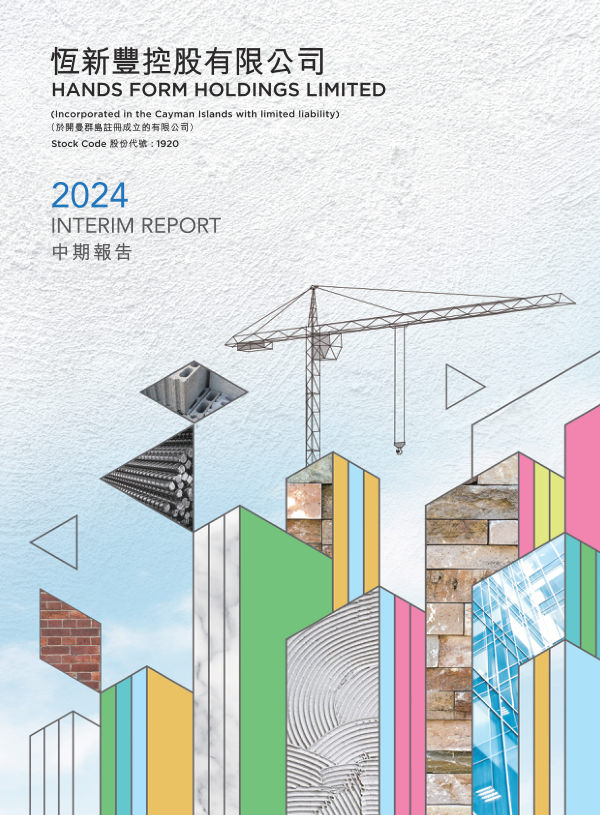 恆新豐控股有限公司
HANDS FORM HOLDINGS LIMITED
(Incorporated in the Cayman Islands with limited liability)
(於開曼群島註冊成立的有限公司)
Stock Code 股份代號 : 1920
2024
INTERIM REPORT
中期報告